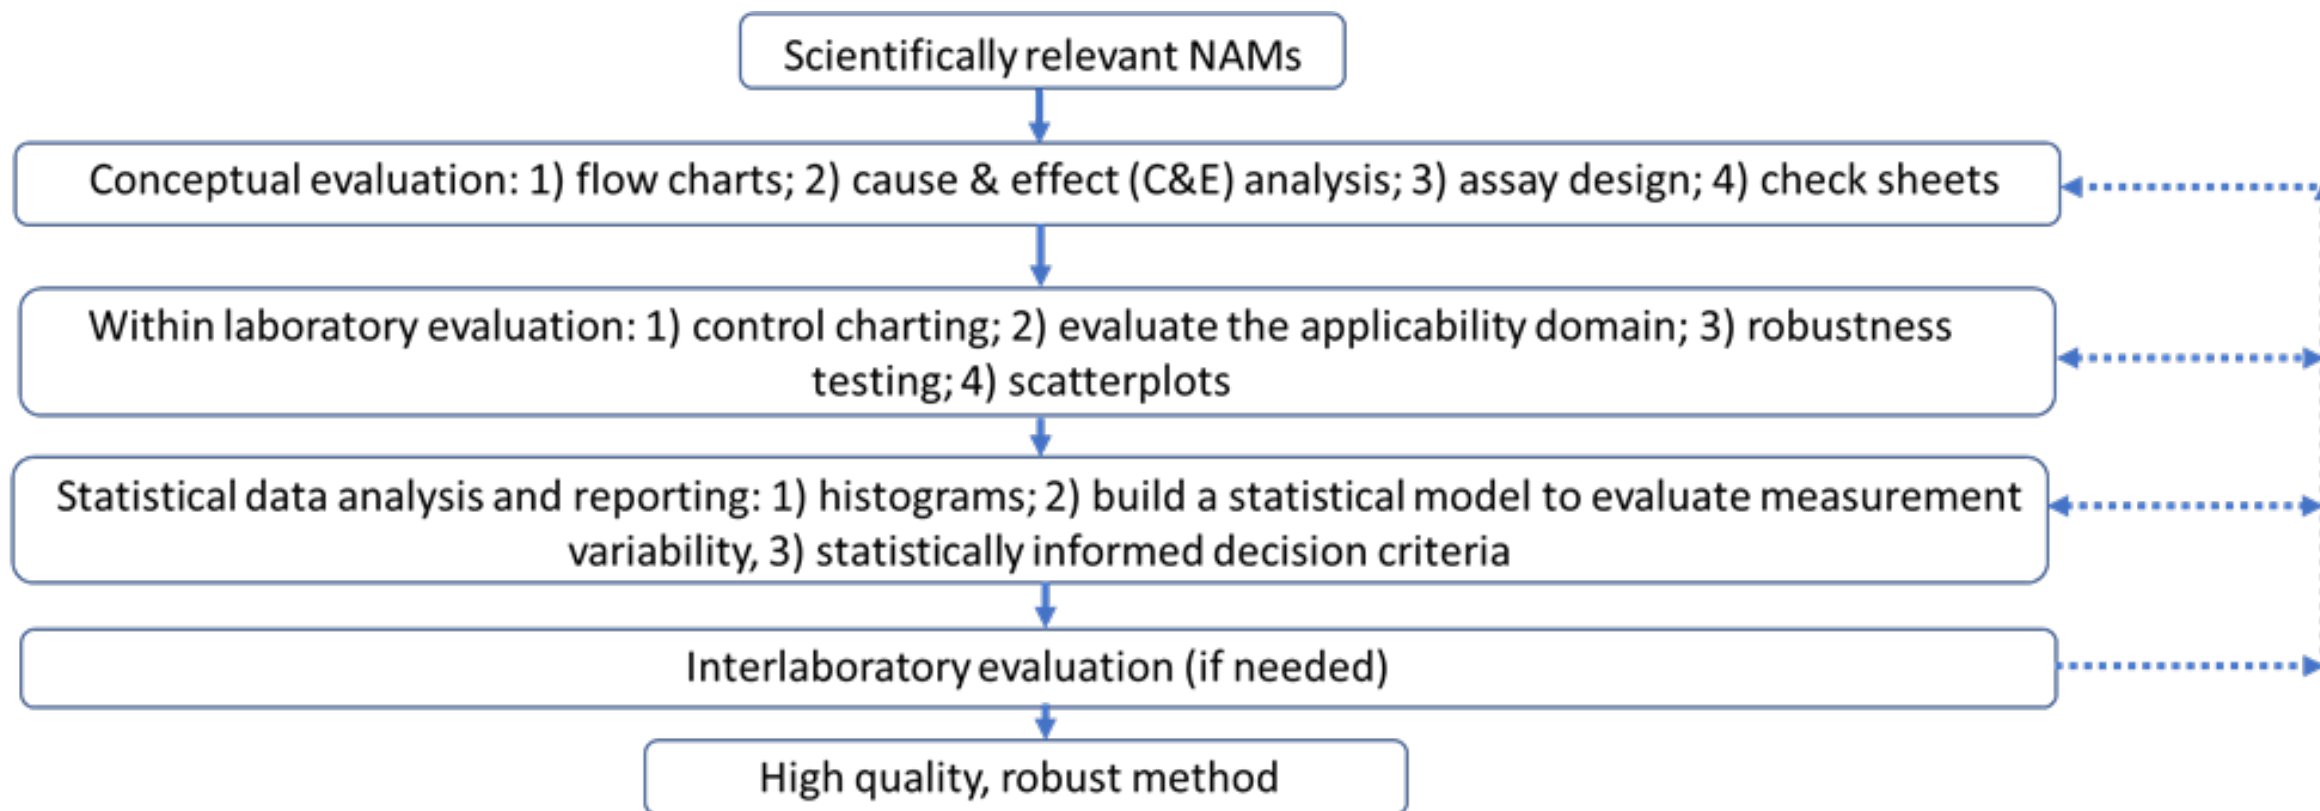 Scientifically relevant NAMs
Conceptual evaluation: 1) flow charts; 2) cause & effect (C&E) analysis; 3) assay design; 4) check sheets
Within laboratory evaluation: 1) control charting; 2) evaluate the applicability domain; 3) robustness
testing; 4) scatterplots
Statistical data analysis and reporting: 1) histograms; 2) build a statistical model to evaluate measurement
variability, 3) statistically informed decision criteria
Interlaboratory evaluation (if needed)
High quality, robust method